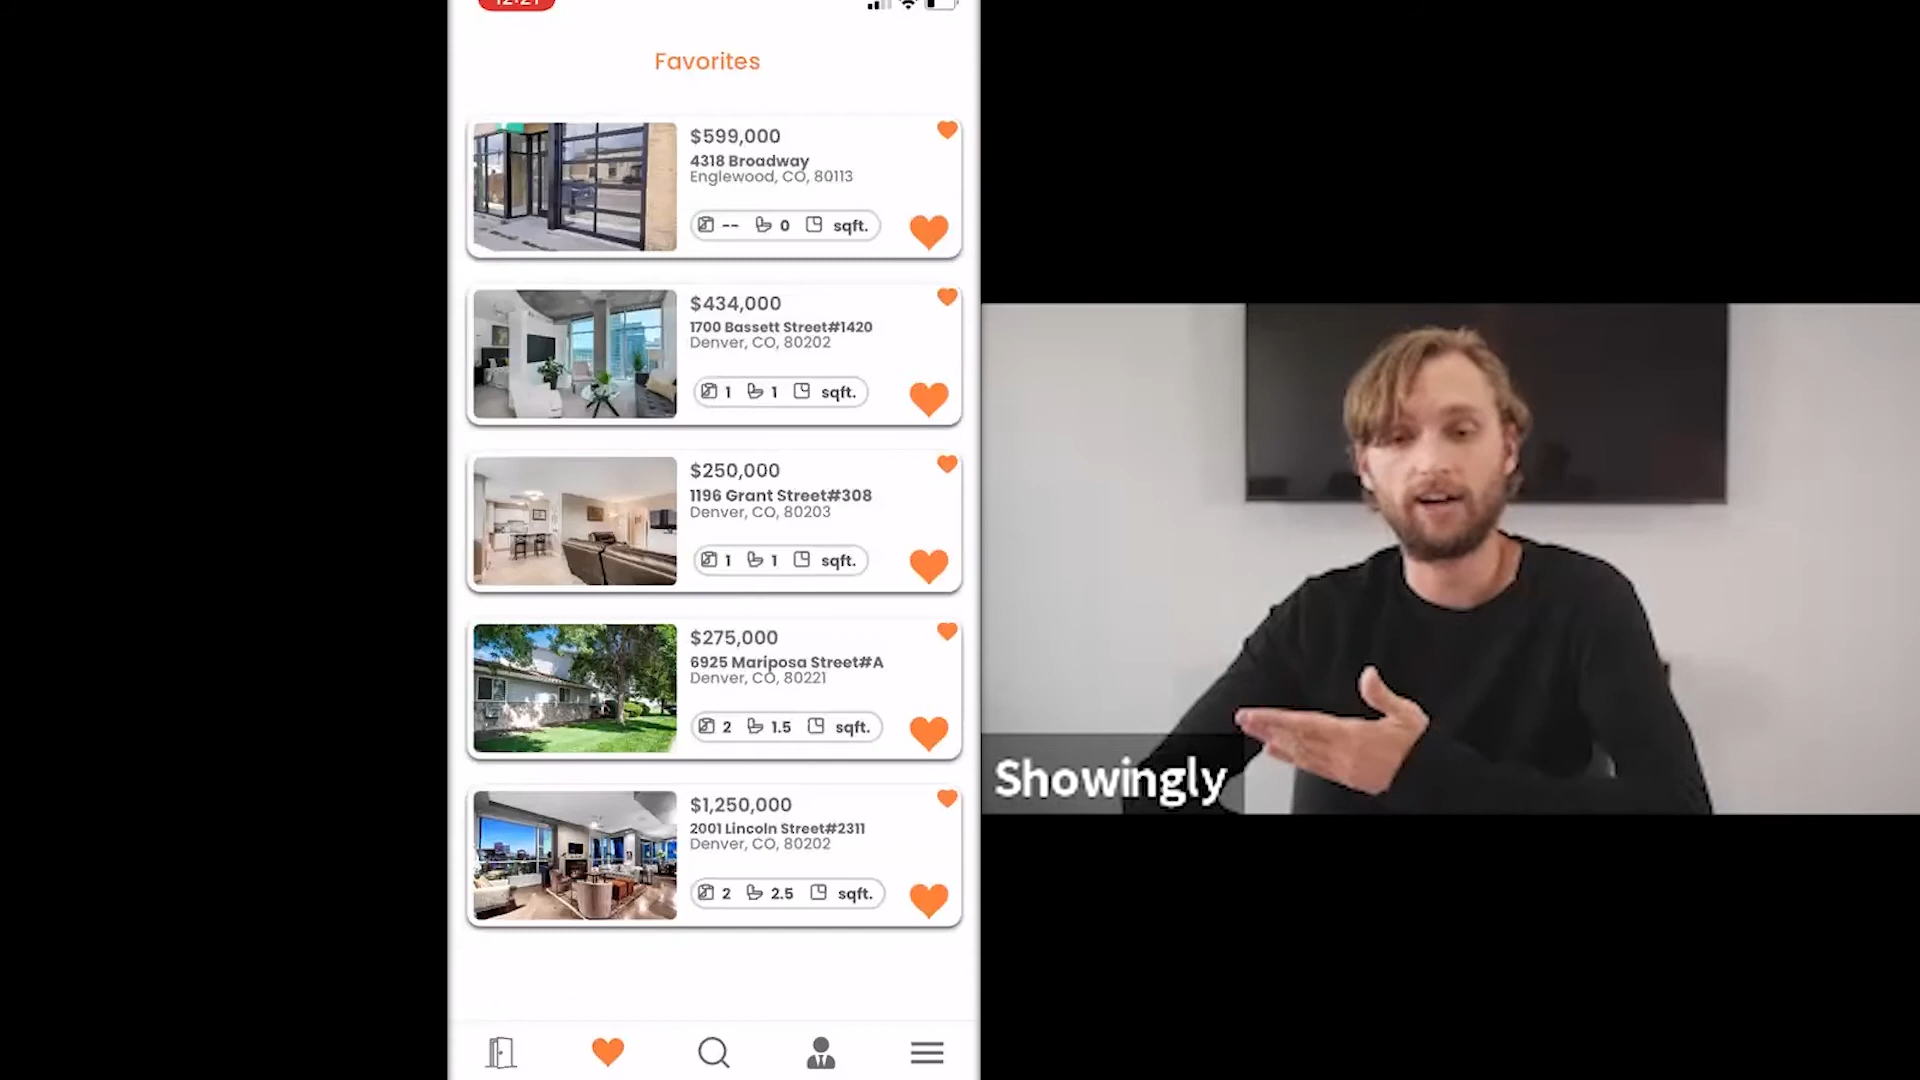 12:21
Favorites
$599,000
4318 Broadway
Englewood, CO, 80113
-- 0 sqft.
$434,000
1700 Bassett Street#1420
Denver, CO, 80202
1 1 sqft.
$250,000
1196 Grant Street#308
Denver, CO, 80203
1 1 sqft.
$275,000
6925 Mariposa Street#A
Denver, CO, 80221
2 1.5 sqft.
$1,250,000
2001 Lincoln Street#2311
Denver, CO, 80202
2 2.5 sqft.
Showingly